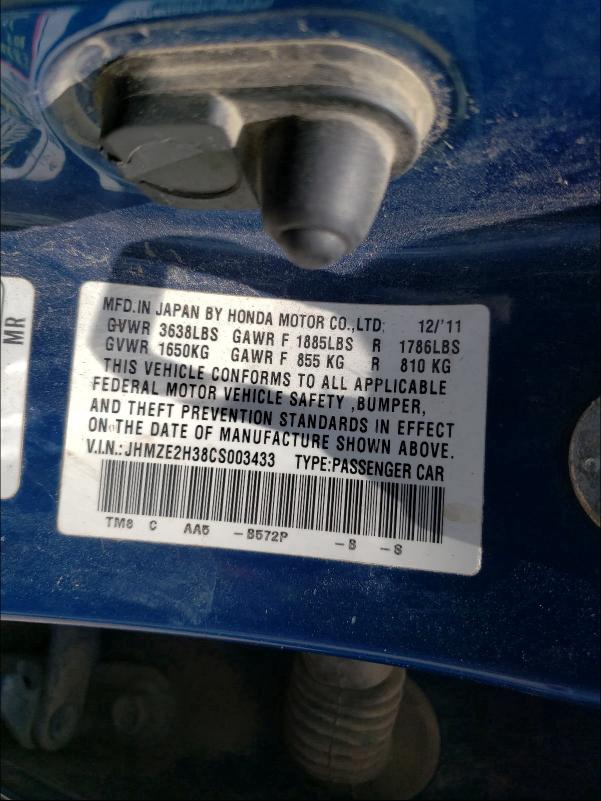 MFD.IN JAPAN BY HONDA MOTOR CO.,LTD. 12/'11
GVWR 3638LBS GAWR F 1885LBS R 1786LBS
GVWR 1650KG GAWR F 855 KG R 810 KG
THIS VEHICLE CONFORMS TO ALL APPLICABLE
FEDERAL MOTOR VEHICLE SAFETY ,BUMPER,
AND THEFT PREVENTION STANDARDS IN EFFECT
ON THE DATE OF MANUFACTURE SHOWN ABOVE.
V.I.N.: JHMZE2H38CS003433 TYPE:PASSENGER CAR
TM8 C AA5 -B572P -B -S
MR